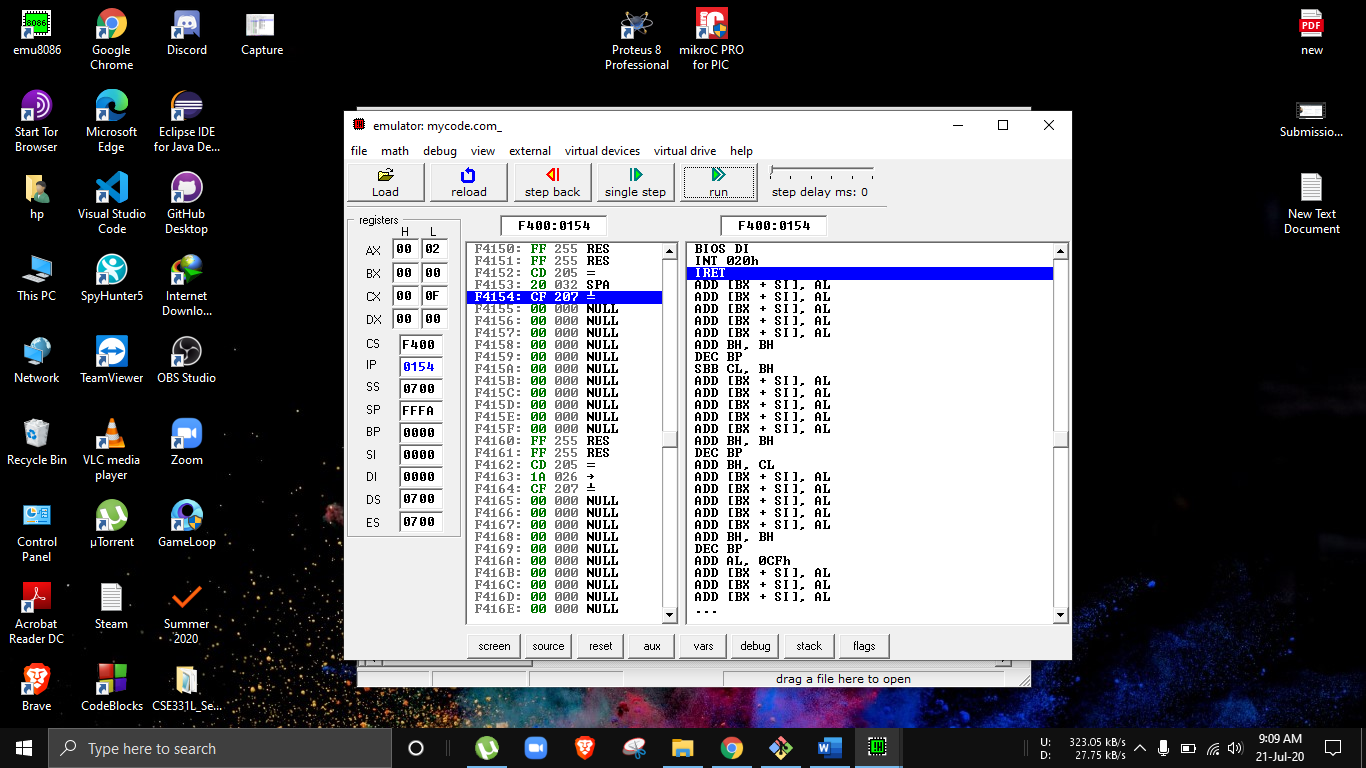 emu8086
Google
Chrome
Discord
Capture
Proteus 8
Professional
mikroC PRO
for PIC
PDF
new
Start Tor
Browser
Microsoft
Edge
Eclipse IDE
for Java De...
Submissio...
hp
Visual Studio
Code
GitHub
Desktop
New Text
Document
This PC
SpyHunter5
Internet
Downlo...
Network
TeamViewer
OBS Studio
Recycle Bin
VLC media
player
Zoom
Control
Panel
µTorrent
GameLoop
Acrobat
Reader DC
Steam
Summer
2020
Brave
CodeBlocks
CSE331L_Se...
emulator: mycode.com_
file math debug view external virtual devices virtual drive help
Load reload step back single step run step delay ms: 0
registers
H L
AX 00 02
BX 00 00
CX 00 0F
DX 00 00
CS F400
IP 0154
SS 0700
SP FFFA
BP 0000
SI 0000
DI 0000
DS 0700
ES 0700
F400:0154
F4150: FF 255 RES
F4151: FF 255 RES
F4152: CD 205 =
F4153: 20 032 SPA
F4154: CF 207 ╧
F4155: 00 000 NULL
F4156: 00 000 NULL
F4157: 00 000 NULL
F4158: 00 000 NULL
F4159: 00 000 NULL
F415A: 00 000 NULL
F415B: 00 000 NULL
F415C: 00 000 NULL
F415D: 00 000 NULL
F415E: 00 000 NULL
F415F: 00 000 NULL
F4160: FF 255 RES
F4161: FF 255 RES
F4162: CD 205 =
F4163: 1A 026 →
F4164: CF 207 ╧
F4165: 00 000 NULL
F4166: 00 000 NULL
F4167: 00 000 NULL
F4168: 00 000 NULL
F4169: 00 000 NULL
F416A: 00 000 NULL
F416B: 00 000 NULL
F416C: 00 000 NULL
F416D: 00 000 NULL
F416E: 00 000 NULL
F400:0154
BIOS DI
INT 020h
IRET
ADD [BX + SI], AL
ADD [BX + SI], AL
ADD [BX + SI], AL
ADD [BX + SI], AL
ADD [BX + SI], AL
ADD BH, BH
DEC BP
SBB CL, BH
ADD [BX + SI], AL
ADD [BX + SI], AL
ADD [BX + SI], AL
ADD [BX + SI], AL
ADD [BX + SI], AL
ADD BH, BH
DEC BP
ADD BH, CL
ADD [BX + SI], AL
ADD [BX + SI], AL
ADD [BX + SI], AL
ADD [BX + SI], AL
ADD [BX + SI], AL
ADD BH, BH
DEC BP
ADD AL, 0CFh
ADD [BX + SI], AL
ADD [BX + SI], AL
ADD [BX + SI], AL
...
screen source reset aux vars debug stack flags
drag a file here to open
Type here to search
U: 323.05 kB/s
D: 27.75 kB/s
9:09 AM
21-Jul-20